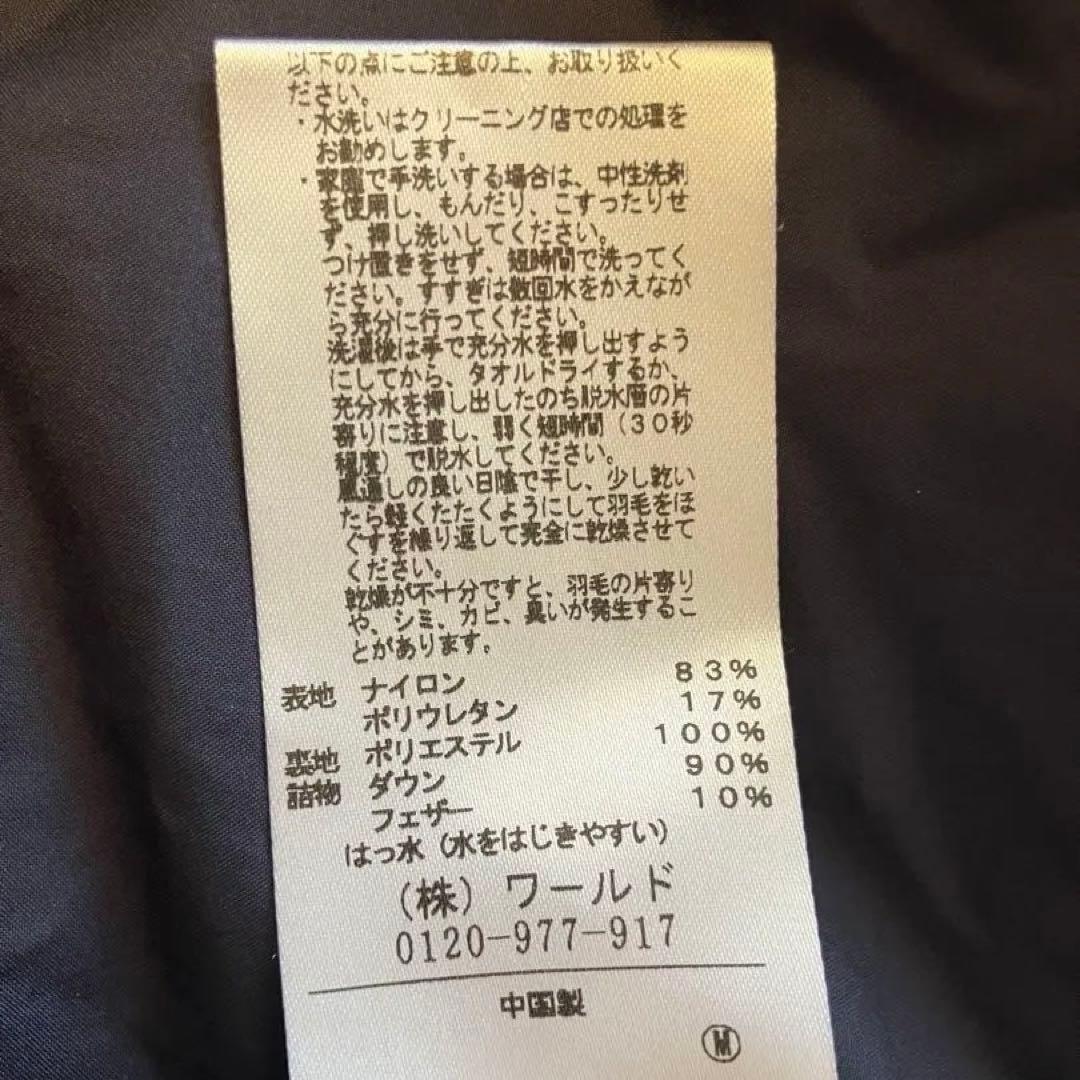 以下の点にご注意の上、お取り扱いく
ださい。
・水洗いはクリーニング店での処理を
お勧めします。
・家庭で手洗いする場合は、中性洗剤
を使用し、もんだり、こすったりせ
ず、押し洗いしてください。
つけ置きをせず、短時間で洗ってく
ださい。すすぎは数回水をかえなが
ら充分に行ってください。
洗濯後は手で充分水を押し出すよう
にしてから、タオルドライするか、
充分水を押し出したのち脱水層の片
寄りに注意し、弱く短時間（30秒
程度）で脱水してください。
風通しの良い日陰で干し、少し乾い
たら軽くたたくようにして羽毛をほ
ぐすを繰り返して完全に乾燥させて
ください。
乾燥が不十分ですと、羽毛の片寄り
や、シミ、カビ、臭いが発生するこ
とがあります。
表地 ナイロン 83%
ポリウレタン 17%
裏地 ポリエステル 100%
詰物 ダウン 90%
フェザー 10%
はっ水（水をはじきやすい）
（株）ワールド
0120-977-917
中国製
M